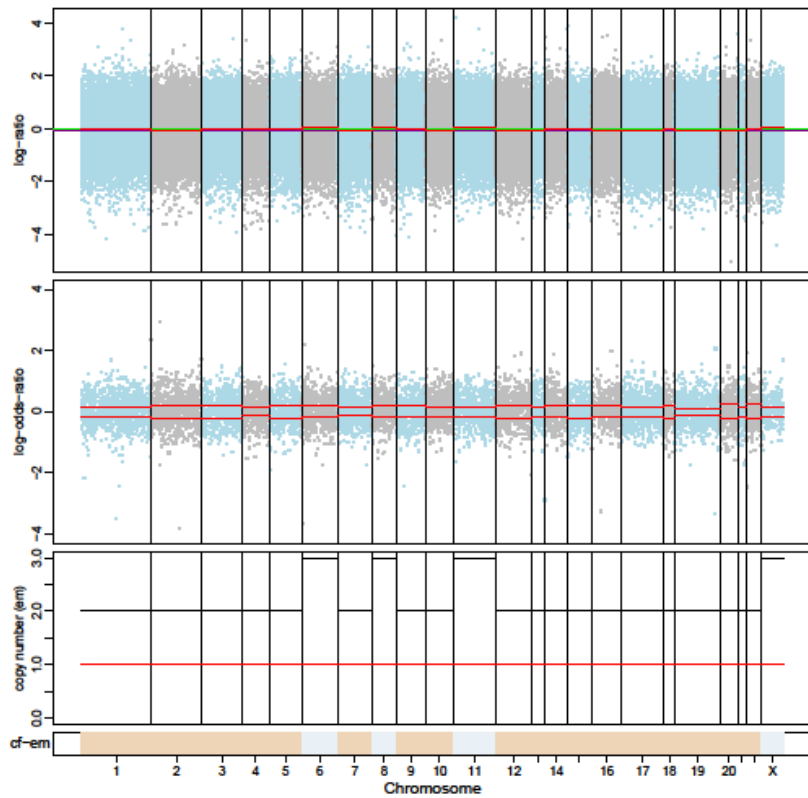 4
2
0
-2
-4
log-ratio
4
2
0
-2
-4
log-odds-ratio
3.0
2.0
1.0
0.0
copy number (em)
cf-em
1 2 3 4 5 6 7 8 9 10 11 12 14 16 17 18 19 20 X
Chromosome